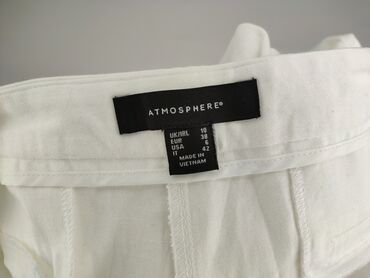 ATMOSPHERE®
UK/IRL 10
EUR 38
USA 6
IT 42
MADE IN
VIETNAM